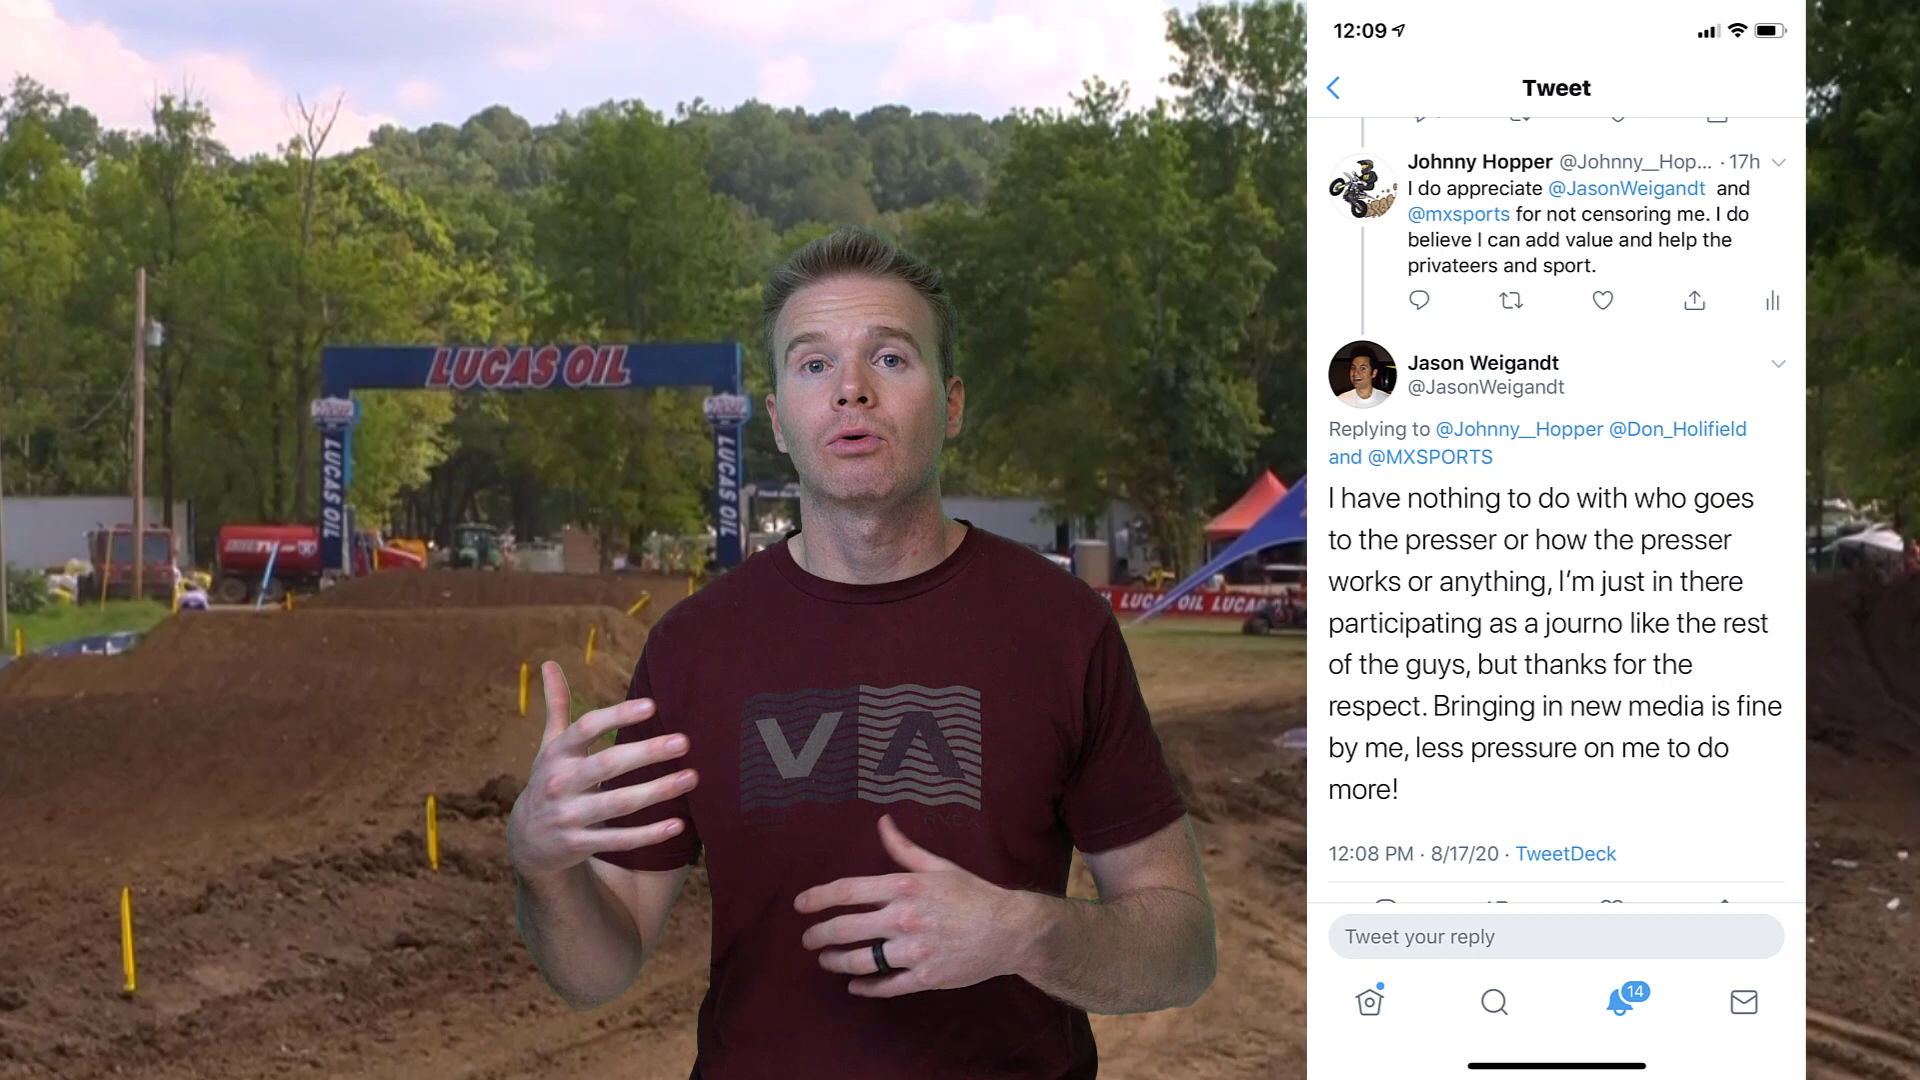 LUCAS OIL
LUCAS OIL
LUCAS OIL
LUCAS OIL LUCAS
VA
RVCA
12:09
Tweet
Johnny Hopper @Johnny__Hop... · 17h
I do appreciate @JasonWeigandt and
@mxsports for not censoring me. I do
believe I can add value and help the
privateers and sport.
Jason Weigandt
@JasonWeigandt
Replying to @Johnny__Hopper @Don_Holifield
and @MXSPORTS
I have nothing to do with who goes
to the presser or how the presser
works or anything, I’m just in there
participating as a journo like the rest
of the guys, but thanks for the
respect. Bringing in new media is fine
by me, less pressure on me to do
more!
12:08 PM · 8/17/20 · TweetDeck
Tweet your reply
14